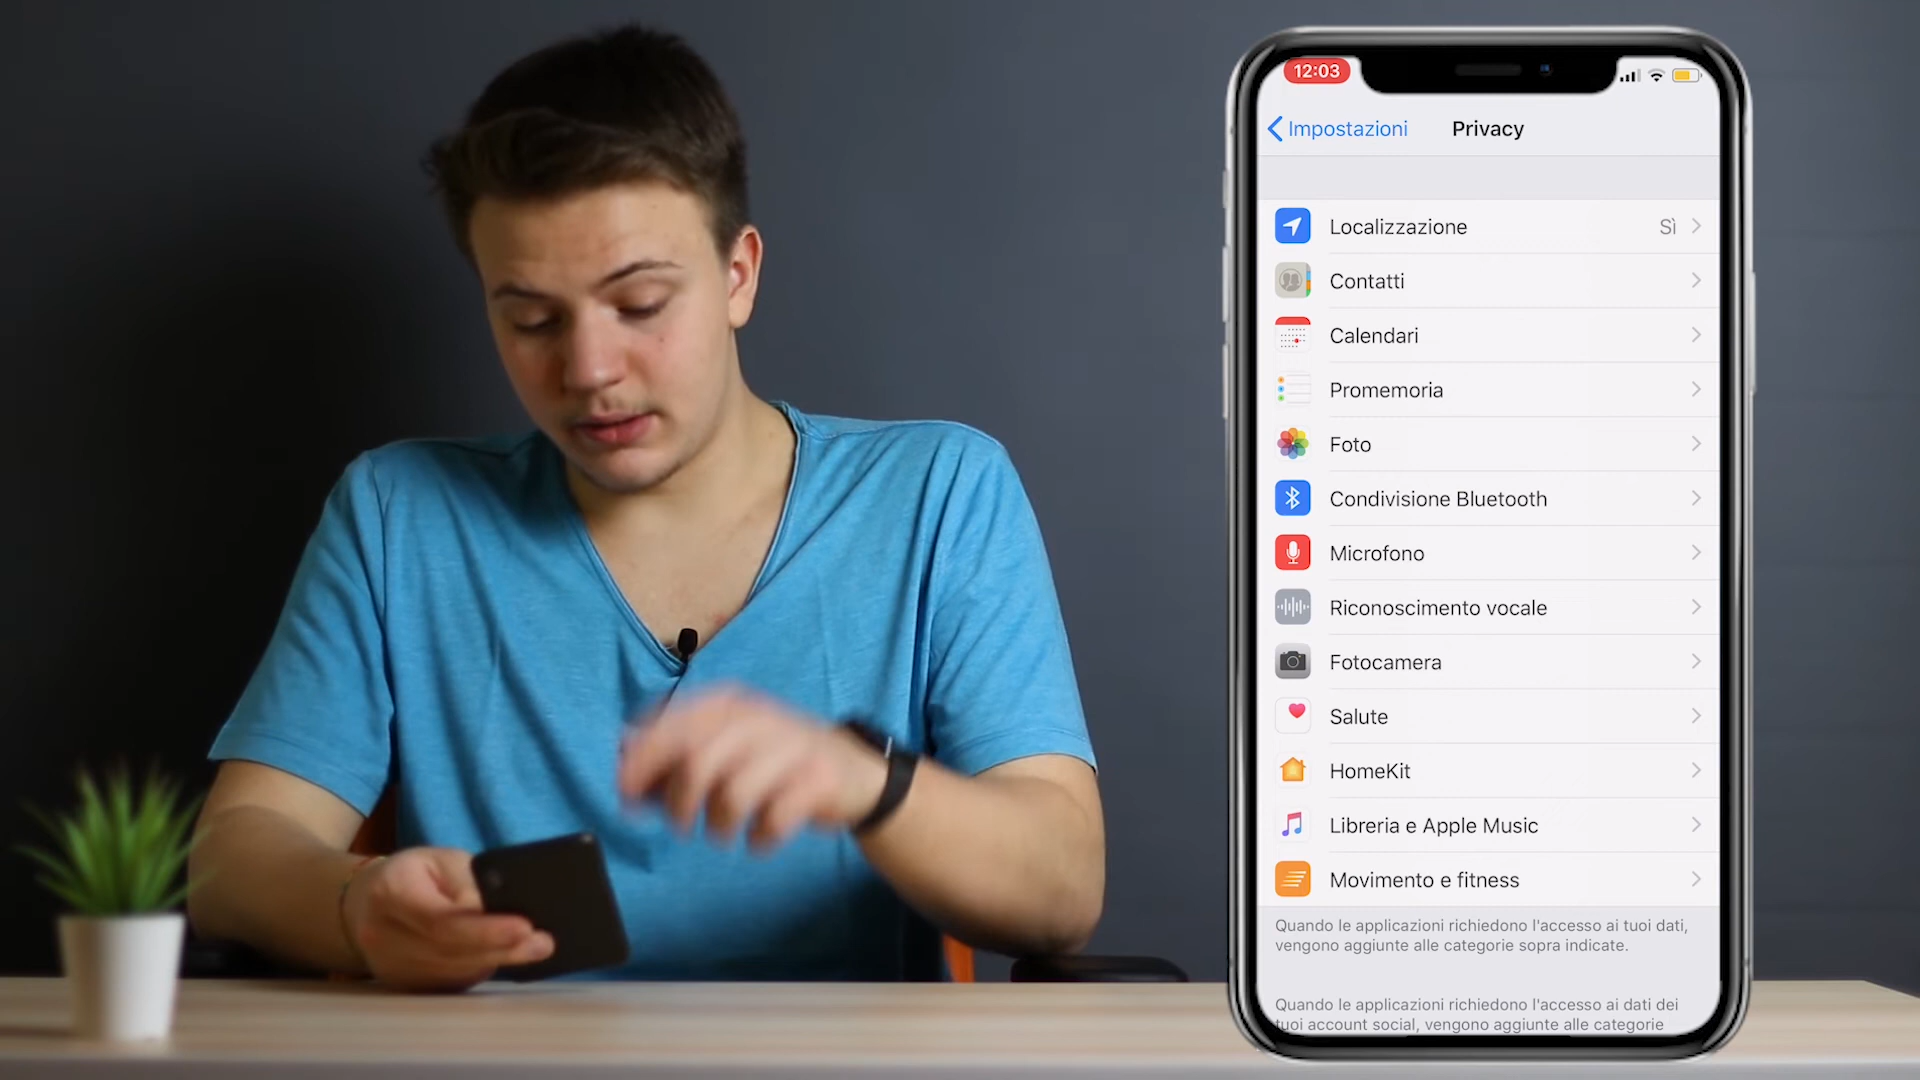 12:03
Impostazioni Privacy
Localizzazione Sì
Contatti
Calendari
Promemoria
Foto
Condivisione Bluetooth
Microfono
Riconoscimento vocale
Fotocamera
Salute
HomeKit
Libreria e Apple Music
Movimento e fitness
Quando le applicazioni richiedono l'accesso ai tuoi dati,
vengono aggiunte alle categorie sopra indicate.
Quando le applicazioni richiedono l'accesso ai dati dei
tuoi account social, vengono aggiunte alle categorie